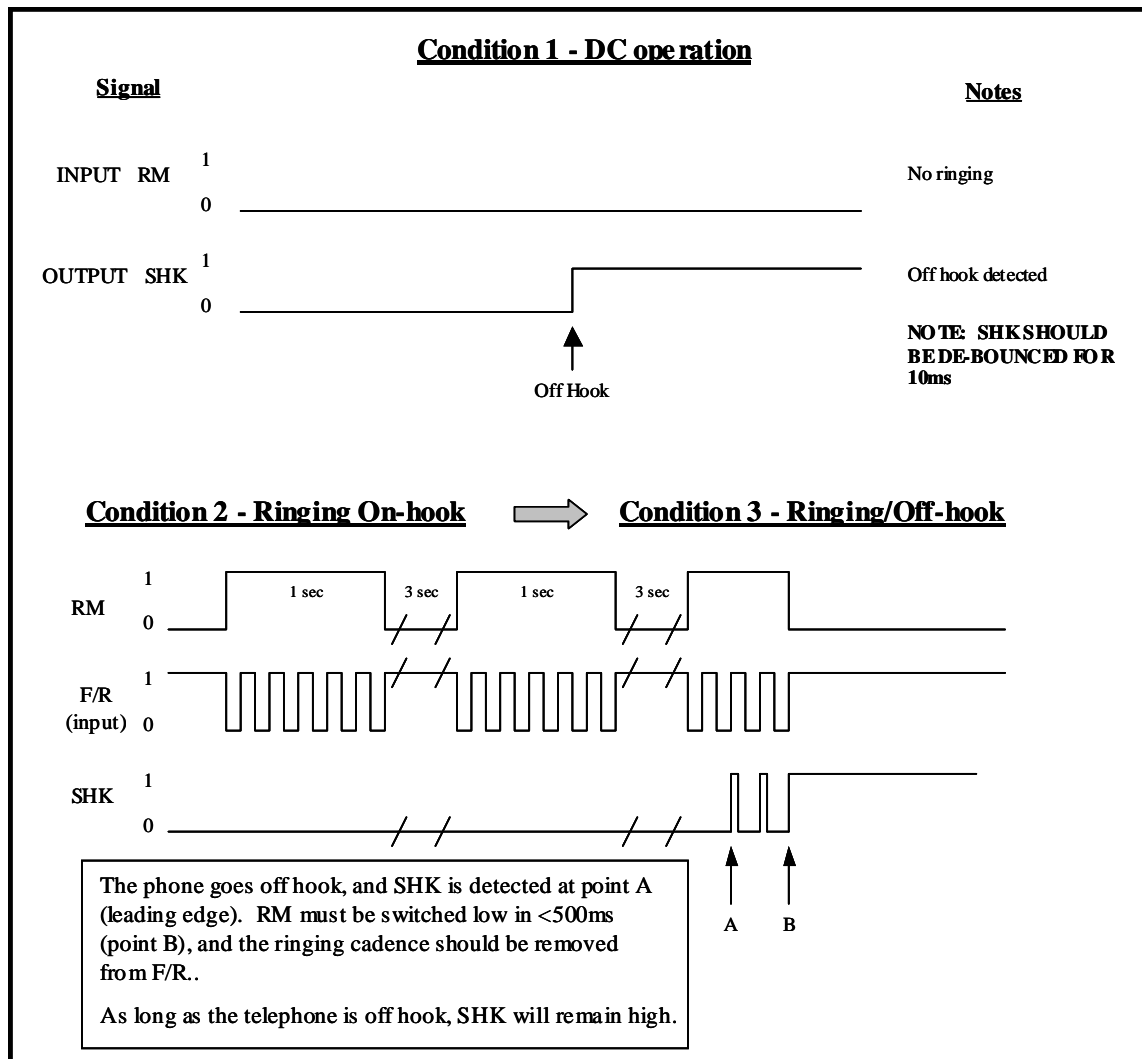 Condition 1 - DC operation
Signal
Notes
INPUT RM
1
0
No ringing
OUTPUT SHK
1
0
Off hook detected
NOTE: SHK SHOULD
BE DE-BOUNCED FOR
10ms
Off Hook
Condition 2 - Ringing On-hook
Condition 3 - Ringing/Off-hook
RM
1
0
1 sec
3 sec
1 sec
3 sec
F/R
(input)
1
0
SHK
1
0
A
B
The phone goes off hook, and SHK is detected at point A
(leading edge). RM must be switched low in <500ms
(point B), and the ringing cadence should be removed
from F/R..
As long as the telephone is off hook, SHK will remain high.